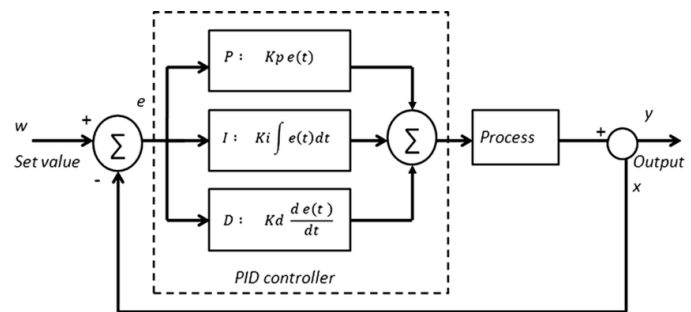 P : Kp e(t)
e
+
w
Set value
Σ
-
I : Ki ∫ e(t)dt
Σ
Process
+
y
Output
x
D : Kd d e(t) / dt
PID controller